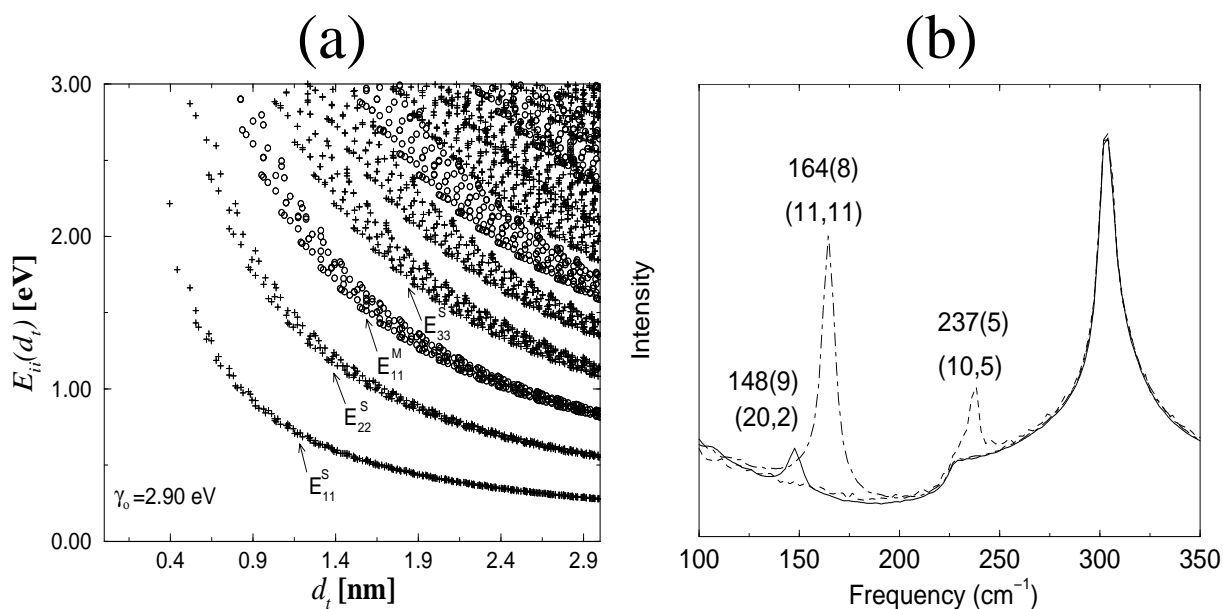 (a)
3.00
2.00
1.00
0.00
E_ii(d_t) [eV]
E^S_33
E^M_11
E^S_22
E^S_11
γ_o =2.90 eV
0.4 0.9 1.4 1.9 2.4 2.9
d_t [nm]
(b)
Intensity
164(8)
(11,11)
237(5)
(10,5)
148(9)
(20,2)
100 150 200 250 300 350
Frequency (cm⁻¹)